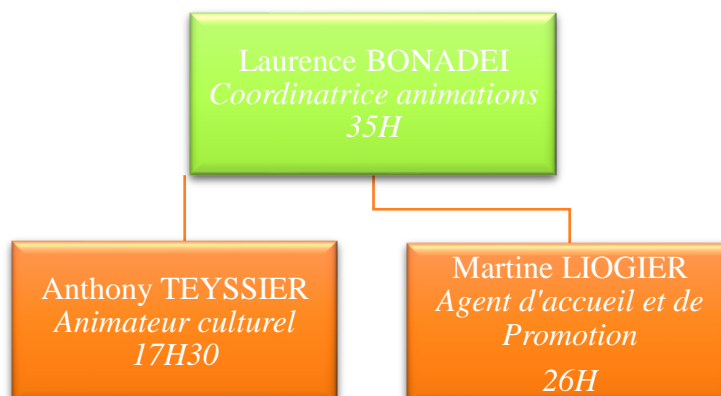 Laurence BONADEI
Coordinatrice animations
35H
Anthony TEYSSIER
Animateur culturel
17H30
Martine LIOGIER
Agent d'accueil et de
Promotion
26H